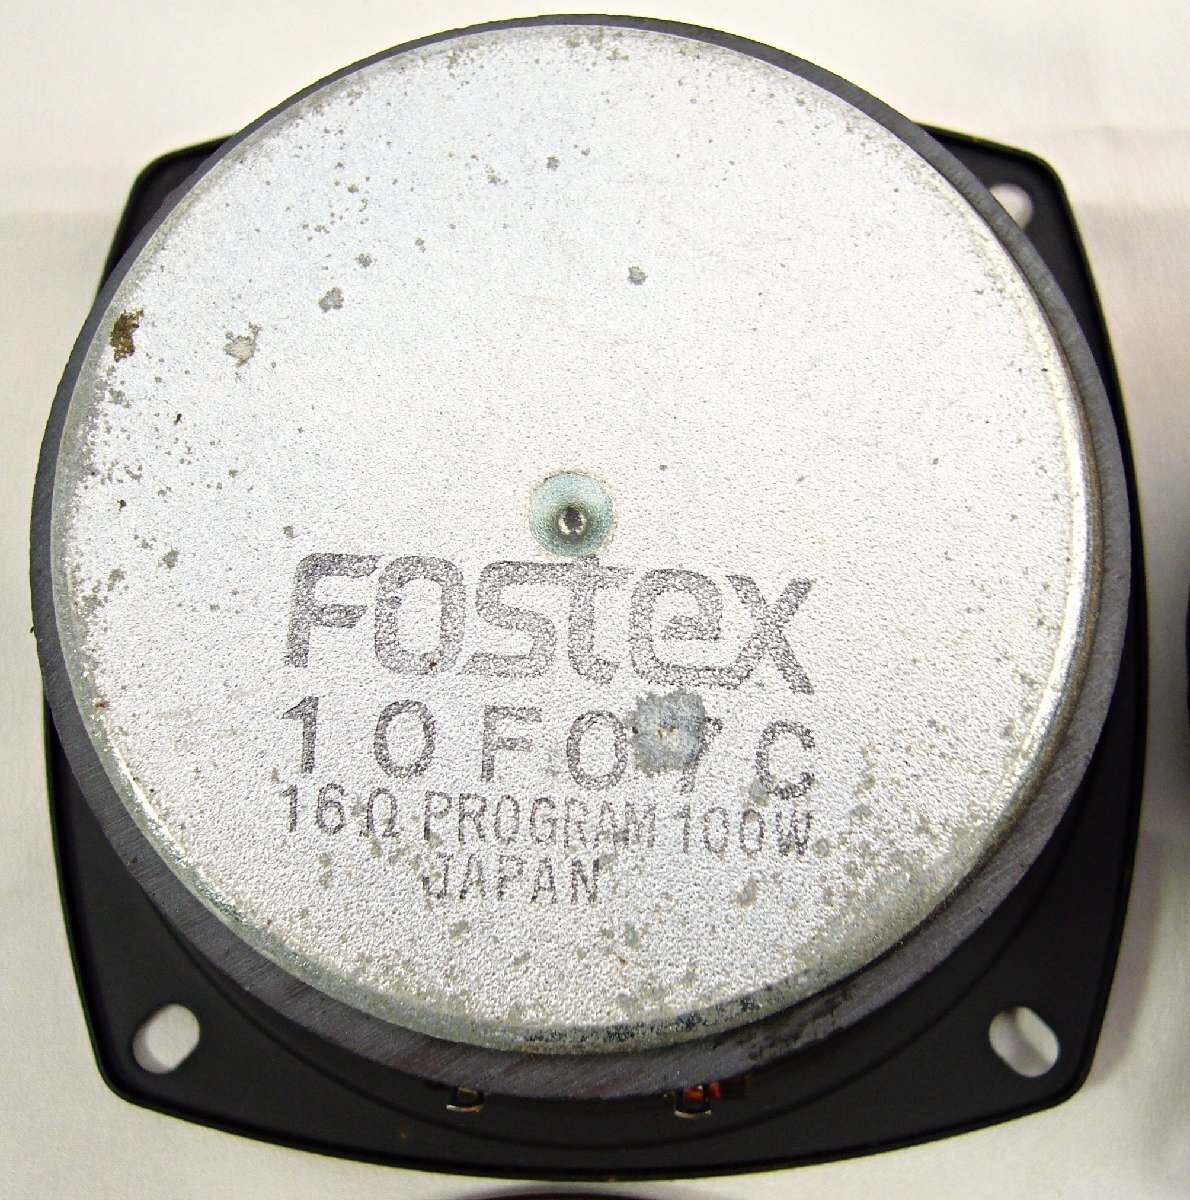 Fostex
10F07C
16Ω PROGRAM 100W
JAPAN